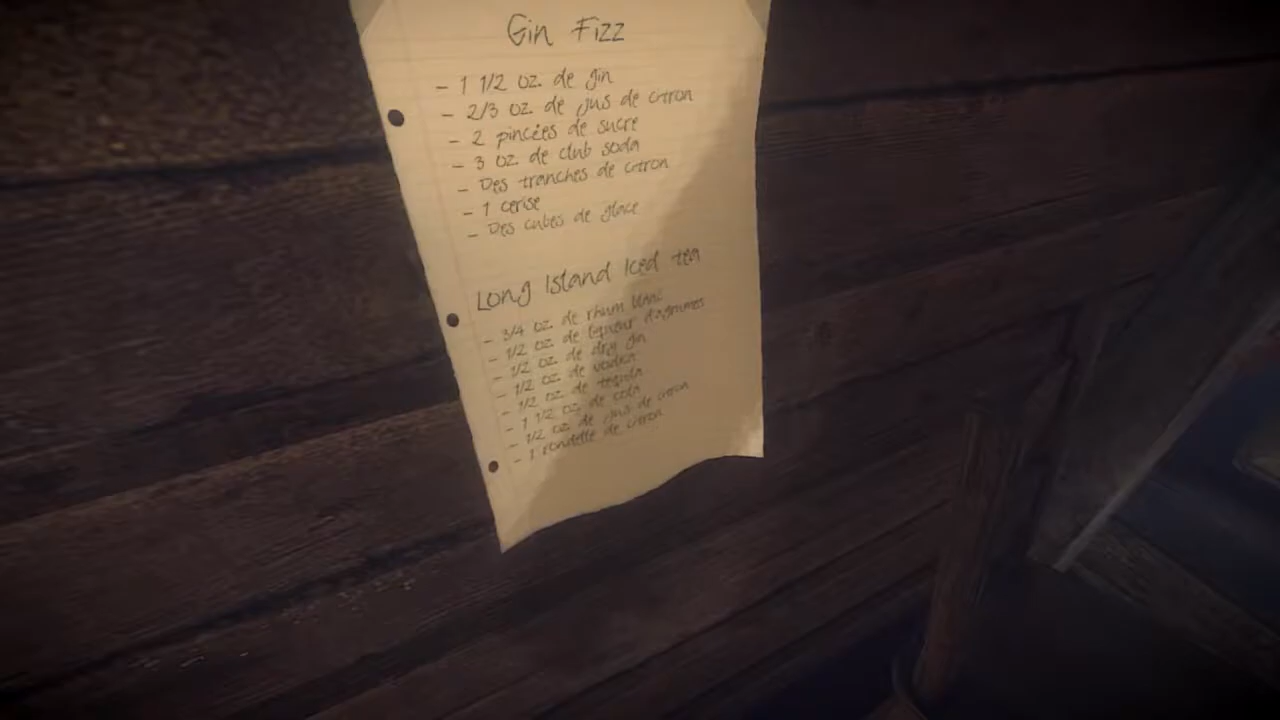 Gin Fizz
- 1 1/2 oz. de gin
- 2/3 oz. de jus de citron
- 2 pincées de sucre
- 3 oz. de club soda
- Des tranches de citron
- 1 cerise
- Des cubes de glace
Long Island Iced tea
- 3/4 oz. de rhum blanc
- 1/2 oz. de liqueur d'agrumes
- 1/2 oz. de dry gin
- 1/2 oz. de vodka
- 1/2 oz. de tequila
- 1 1/2 oz. de cola
- 1/2 oz. de jus de citron
- 1 rondelle de citron